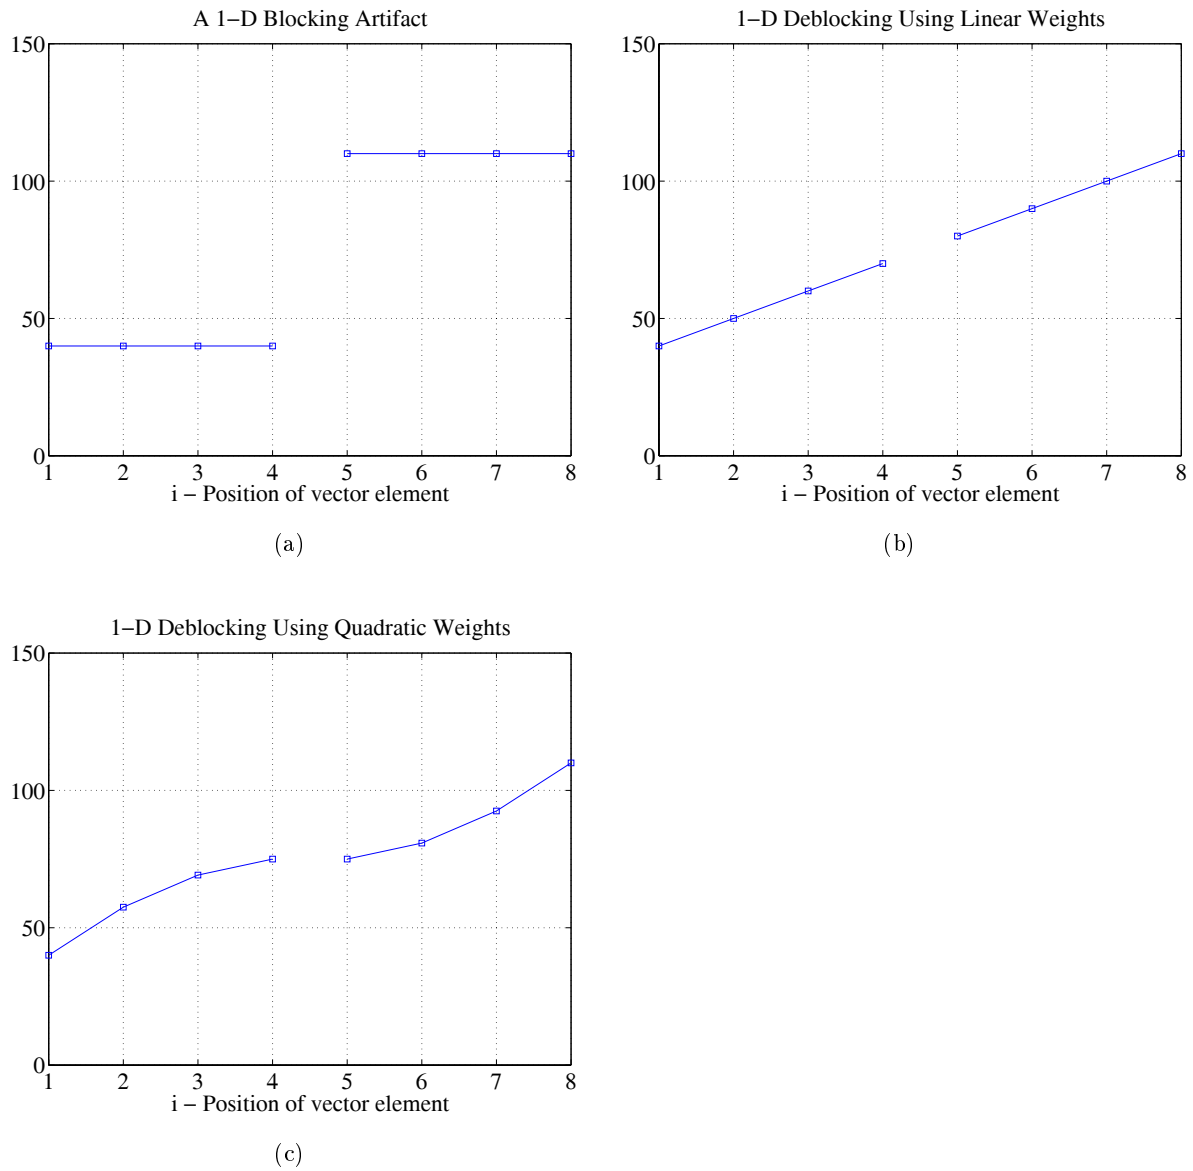 A 1−D Blocking Artifact
150
100
50
0
1 2 3 4 5 6 7 8
i − Position of vector element
(a)
1−D Deblocking Using Linear Weights
150
100
50
0
1 2 3 4 5 6 7 8
i − Position of vector element
(b)
1−D Deblocking Using Quadratic Weights
150
100
50
0
1 2 3 4 5 6 7 8
i − Position of vector element
(c)